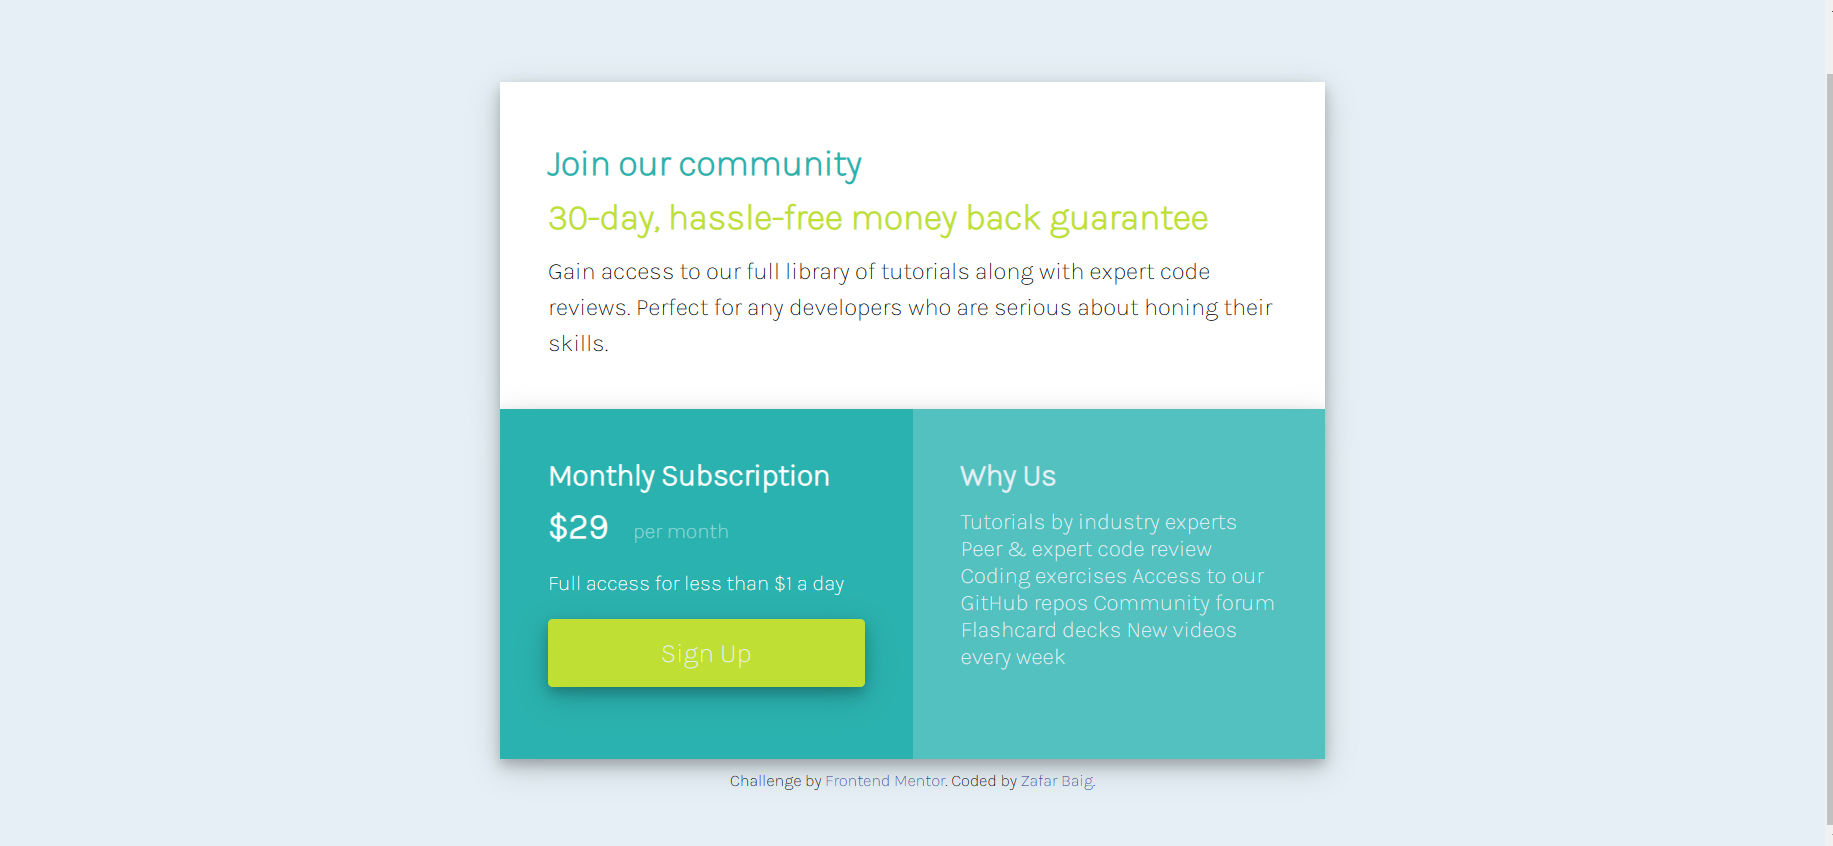 Join our community
30-day, hassle-free money back guarantee
Gain access to our full library of tutorials along with expert code
reviews. Perfect for any developers who are serious about honing their
skills.
Monthly Subscription
$29 per month
Full access for less than $1 a day
Sign Up
Why Us
Tutorials by industry experts
Peer & expert code review
Coding exercises Access to our
GitHub repos Community forum
Flashcard decks New videos
every week
Challenge by Frontend Mentor. Coded by Zafar Baig.